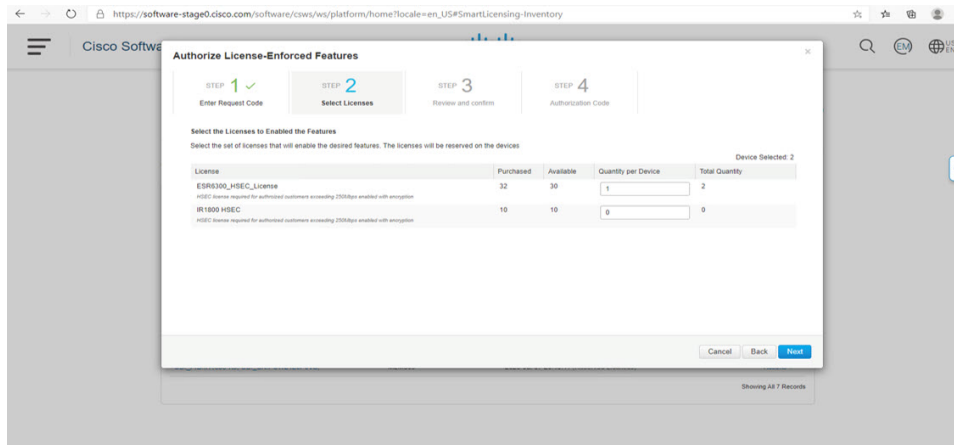 https://software-stage0.cisco.com/software/csws/ws/platform/home?locale=en_US#SmartLicensing-Inventory
Cisco Softwa
EM
US
EN
Authorize License-Enforced Features
STEP 1
STEP 2
STEP 3
STEP 4
Enter Request Code
Select Licenses
Review and confirm
Authorization Code
Select the Licenses to Enabled the Features
Select the set of licenses that will enable the desired features. The licenses will be reserved on the devices
Device Selected: 2
License Purchased Available Quantity per Device Total Quantity
ESR6300_HSEC_License 32 30 1 2
HSEC license required for authorized customers exceeding 250Mbps enabled with encryption
IR1800 HSEC 10 10 0 0
HSEC license required for authorized customers exceeding 250Mbps enabled with encryption
Cancel Back Next
Showing All 7 Records